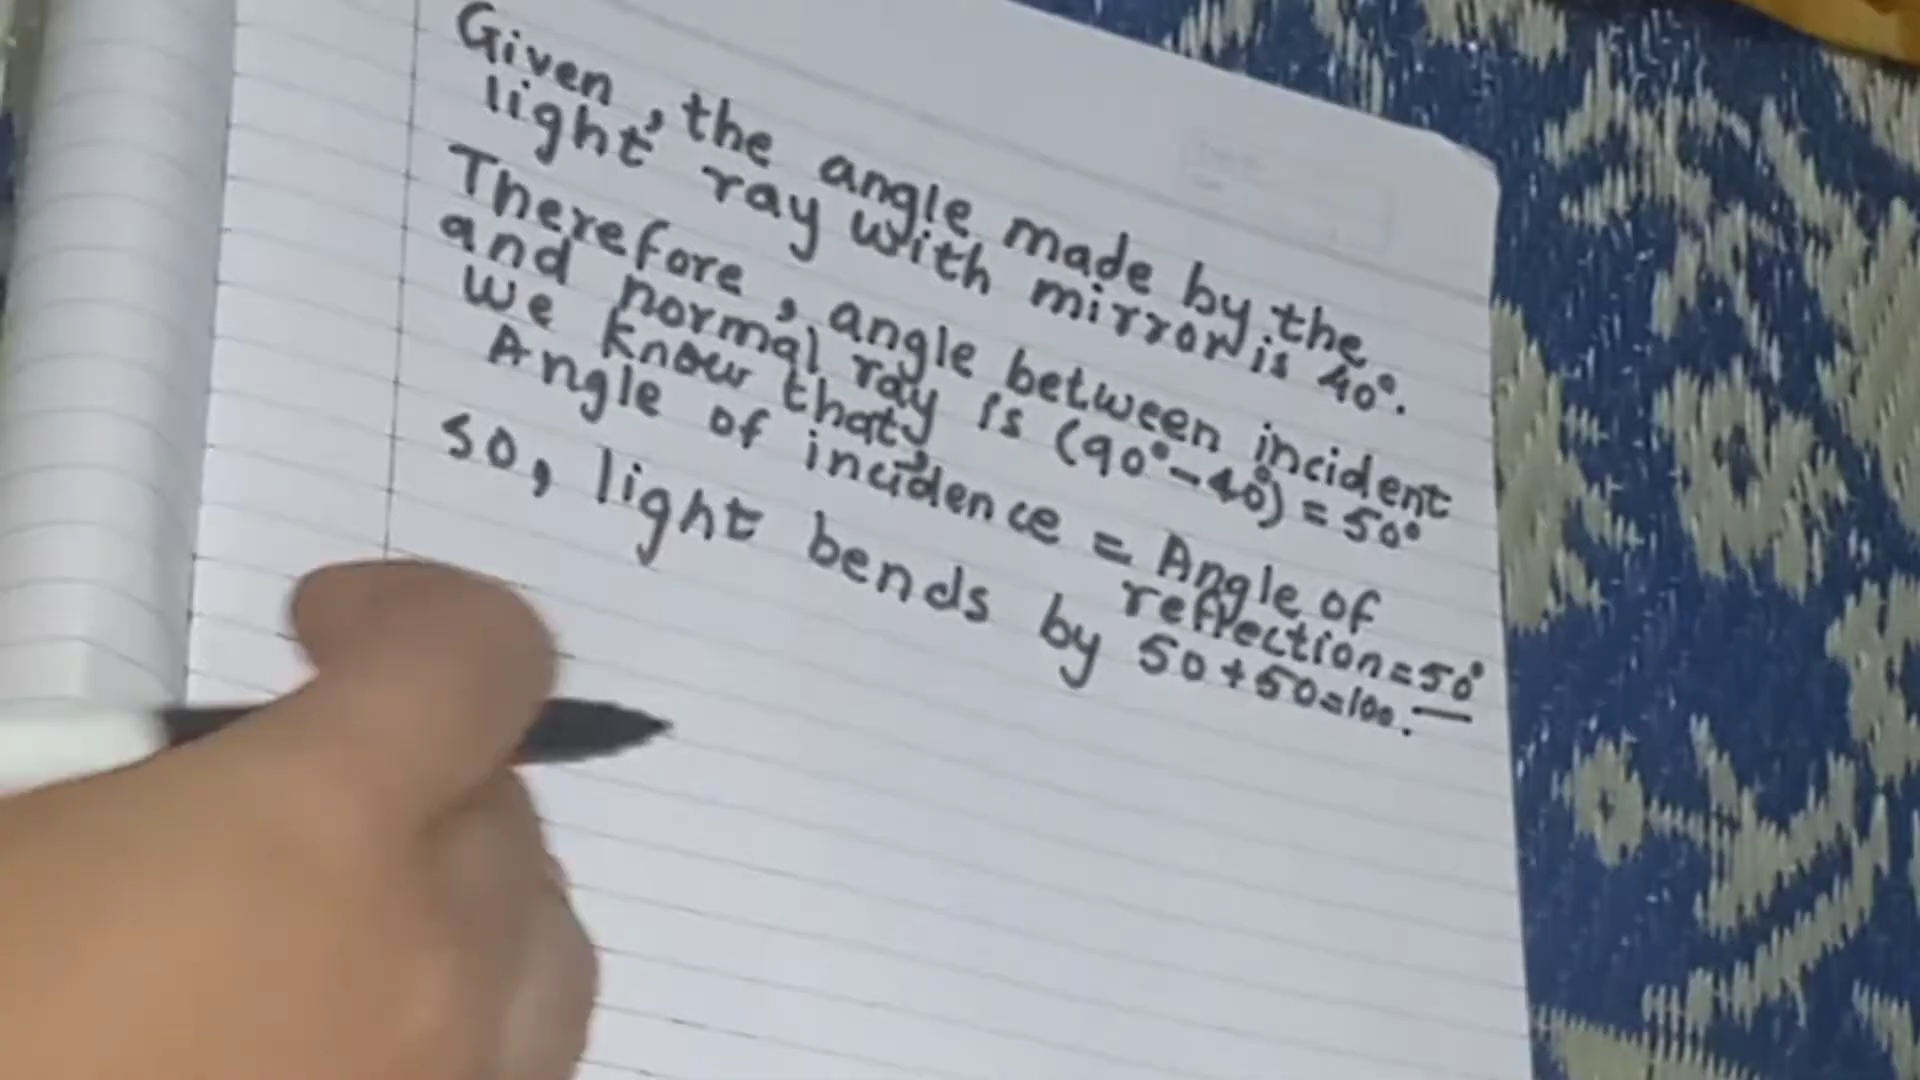 Given, the angle made by the
light ray with mirror is 40°.
Therefore, angle between incident
and normal ray is (90°-40°) = 50°
we know that,
Angle of incidence = Angle of
reflection=50°
So, light bends by 50+50=100.